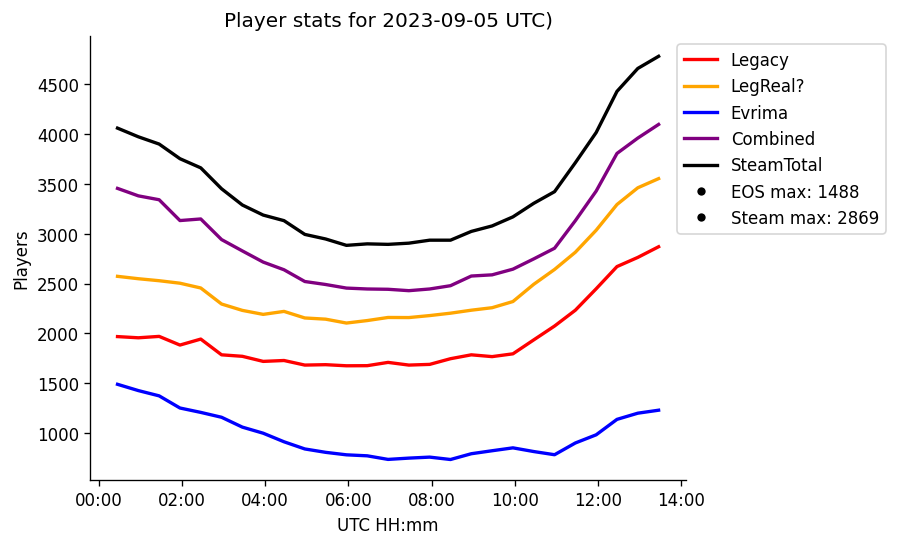 Player stats for 2023-09-05 UTC)
Players
4500
4000
3500
3000
2500
2000
1500
1000
00:00 02:00 04:00 06:00 08:00 10:00 12:00 14:00
UTC HH:mm
Legacy
LegReal?
Evrima
Combined
SteamTotal
EOS max: 1488
Steam max: 2869